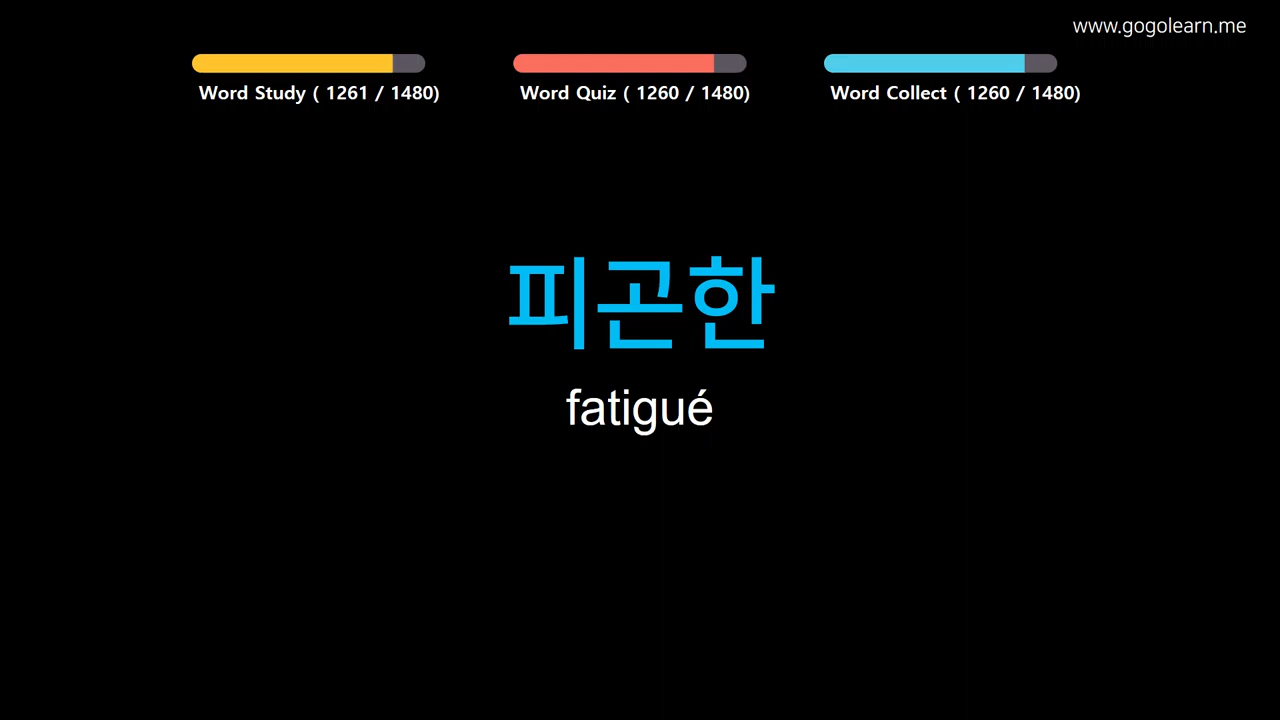 www.gogolearn.me
Word Study ( 1261 / 1480)
Word Quiz ( 1260 / 1480)
Word Collect ( 1260 / 1480)
피곤한
fatigué